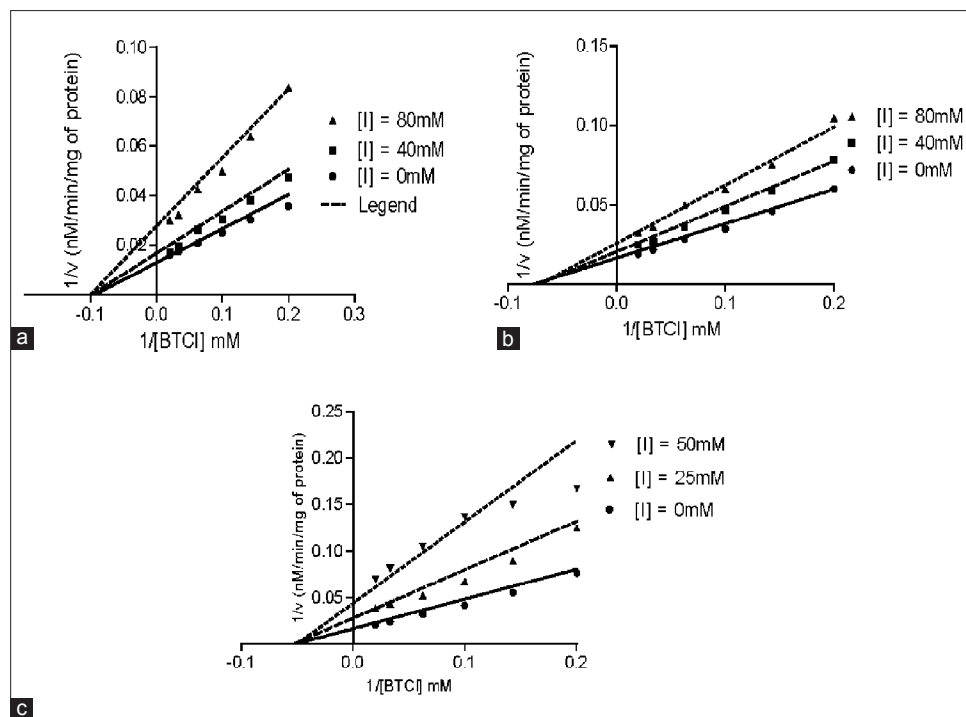 0.10
0.08
0.06
0.04
0.02
0.00
1/v (nM/min/mg of protein)
-0.1
0.0
0.1
0.2
0.3
1/[BTCI] mM
[I] = 80mM
[I] = 40mM
[I] = 0mM
Legend
a
0.15
0.10
0.05
1/v (nM/min/mg of protein)
-0.1
0.0
0.1
0.2
1/[BTCI] mM
[I] = 80mM
[I] = 40mM
[I] = 0mM
b
0.25
0.20
0.15
0.10
0.05
1/v (nM/min/mg of protein)
-0.1
0.0
0.1
0.2
1/[BTCI] mM
[I] = 50mM
[I] = 25mM
[I] = 0mM
c